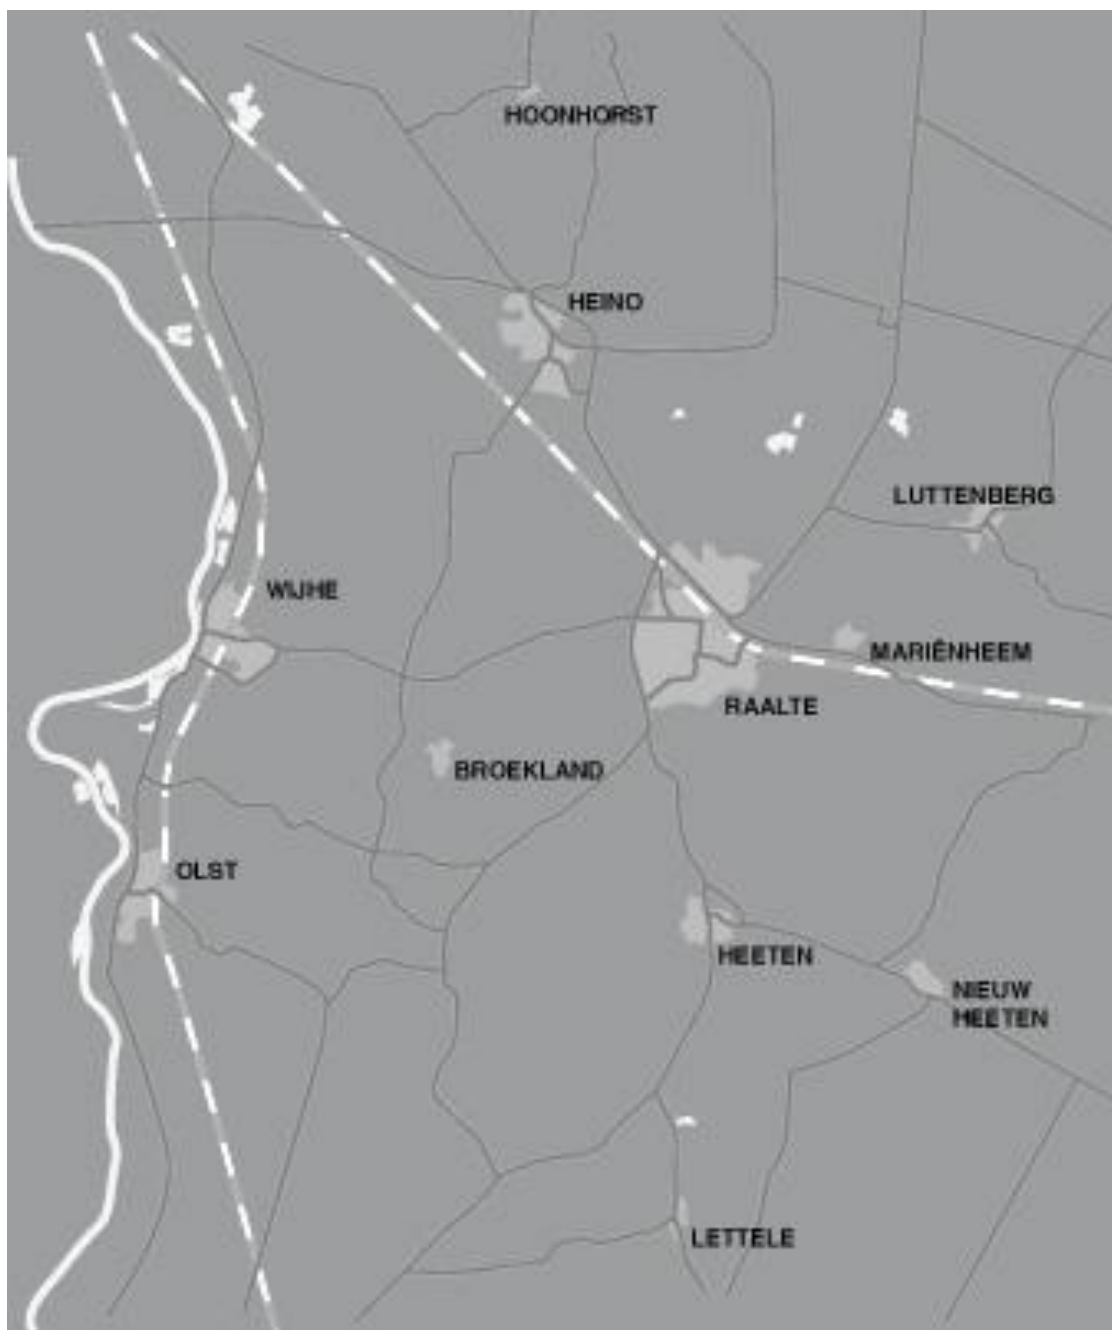 HOONHORST
HEINO
LUTTENBERG
WIJHE
MARIËNHEEM
RAALTE
BROEKLAND
OLST
HEETEN
NIEUW
HEETEN
LETTELE